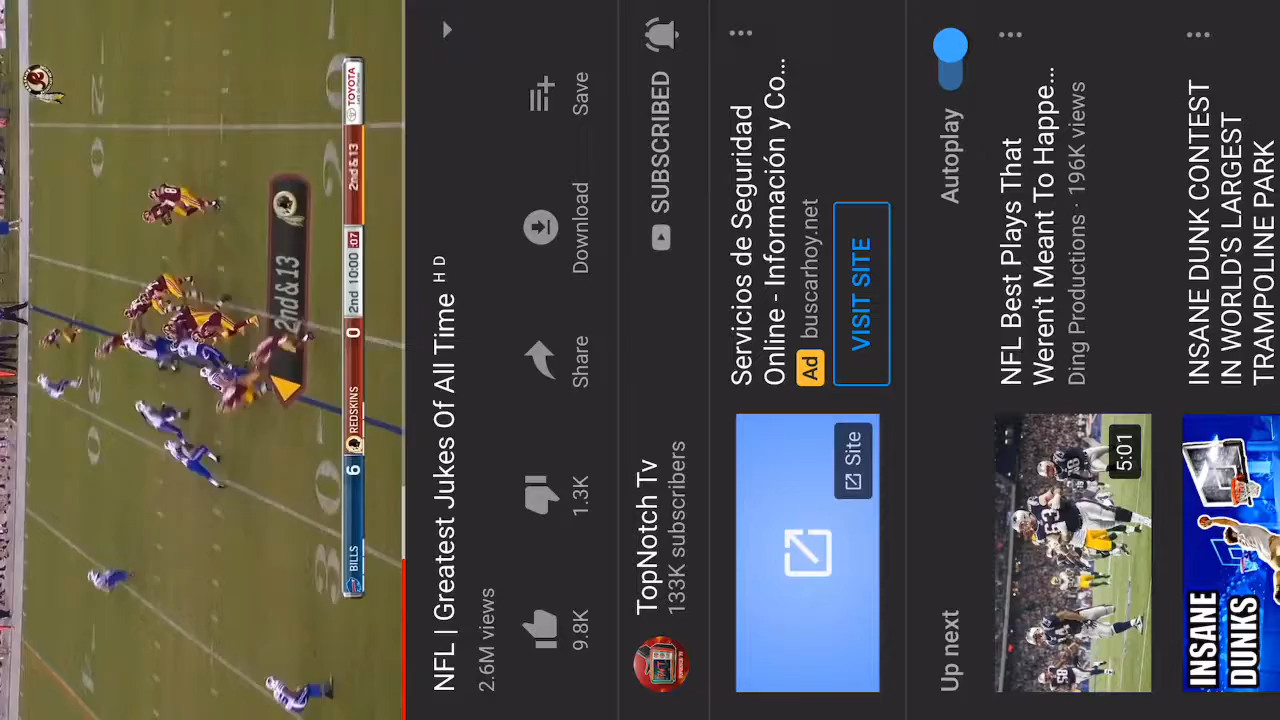 TOYOTA
2nd & 13
2nd 10:00 :07
0 REDSKINS
6 BILLS
2nd & 13
NFL | Greatest Jukes Of All Time ᴴ ᴰ
2.6M views
9.8K
1.3K
Share
Download
Save
TopNotch Tv
133K subscribers
SUBSCRIBED
Servicios de Seguridad
Online - Información y Co...
Ad buscarhoy.net
VISIT SITE
Site
Up next
Autoplay
NFL Best Plays That
Weren't Meant To Happe...
Ding Productions · 196K views
5:01
INSANE DUNK CONTEST
IN WORLD'S LARGEST
TRAMPOLINE PARK
INSANE
DUNKS